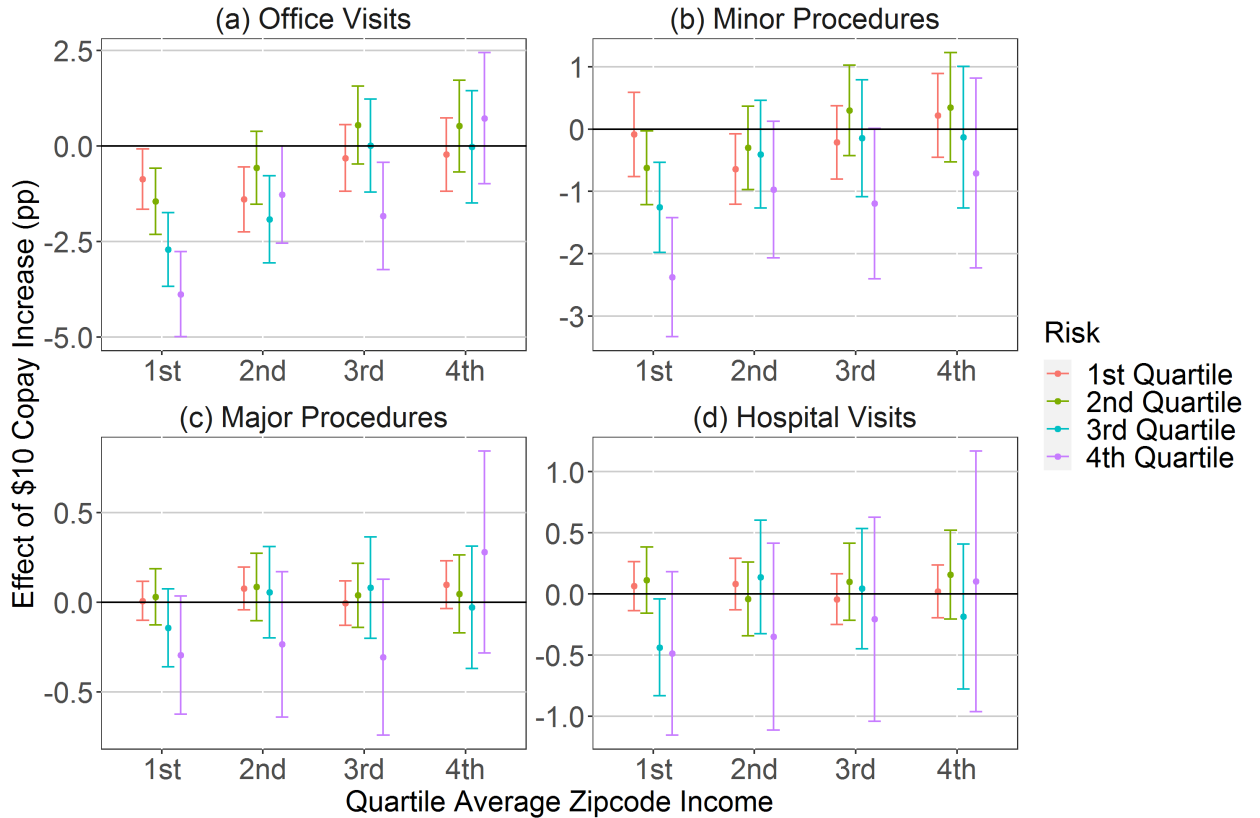 (a) Office Visits
(b) Minor Procedures
2.5
0.0
-2.5
-5.0
1st 2nd 3rd 4th
1
0
-1
-2
-3
1st 2nd 3rd 4th
(c) Major Procedures
(d) Hospital Visits
0.5
0.0
-0.5
1st 2nd 3rd 4th
1.0
0.5
0.0
-0.5
-1.0
1st 2nd 3rd 4th
Effect of $10 Copay Increase (pp)
Quartile Average Zipcode Income
Risk
1st Quartile
2nd Quartile
3rd Quartile
4th Quartile